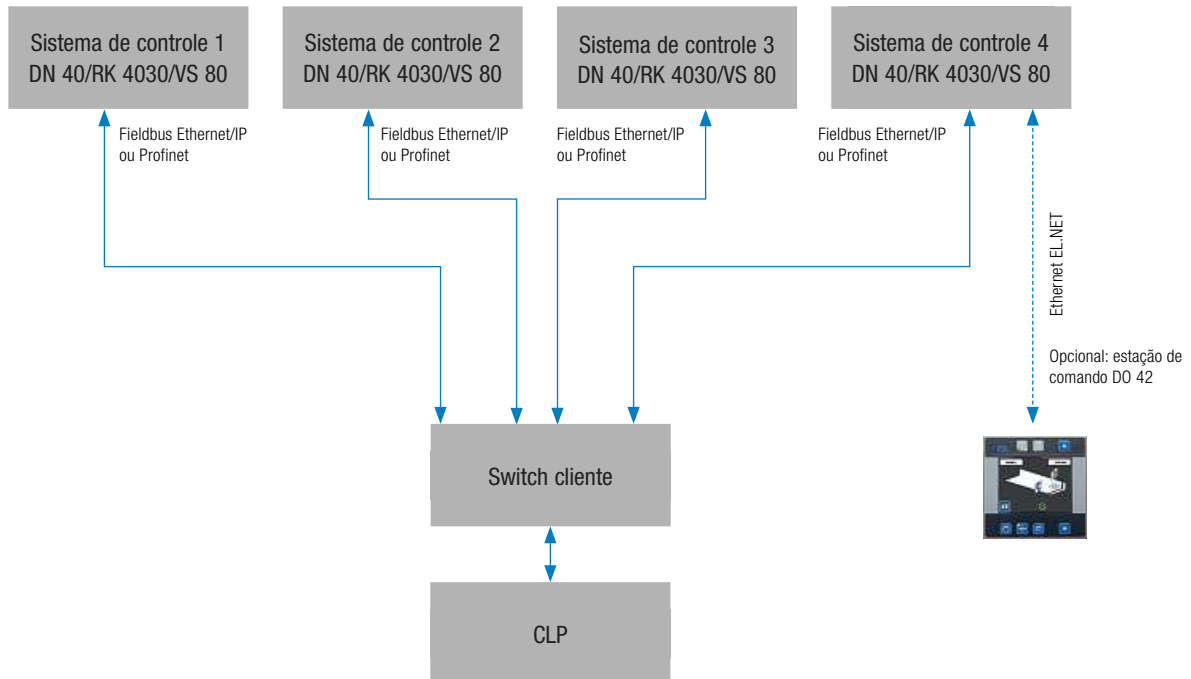 Sistema de controle 1
DN 40/RK 4030/VS 80
Sistema de controle 2
DN 40/RK 4030/VS 80
Sistema de controle 3
DN 40/RK 4030/VS 80
Sistema de controle 4
DN 40/RK 4030/VS 80
Fieldbus Ethernet/IP
ou Profinet
Fieldbus Ethernet/IP
ou Profinet
Fieldbus Ethernet/IP
ou Profinet
Fieldbus Ethernet/IP
ou Profinet
Ethernet EL.NET
Opcional: estação de
comando DO 42
Switch cliente
CLP